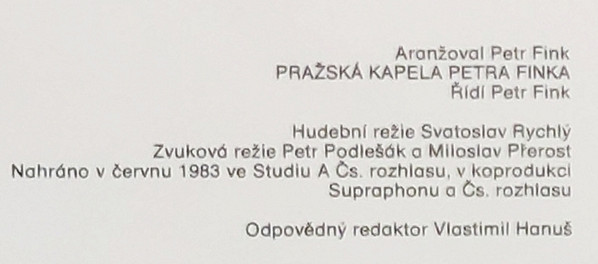 Aranžoval Petr Fink
PRAŽSKÁ KAPELA PETRA FINKA
Řídí Petr Fink
Hudební režie Svatoslav Rychlý
Zvuková režie Petr Podlešák a Miloslav Přerost
Nahráno v červnu 1983 ve Studiu A Čs. rozhlasu, v koprodukci
Supraphonu a Čs. rozhlasu
Odpovědný redaktor Vlastimil Hanuš